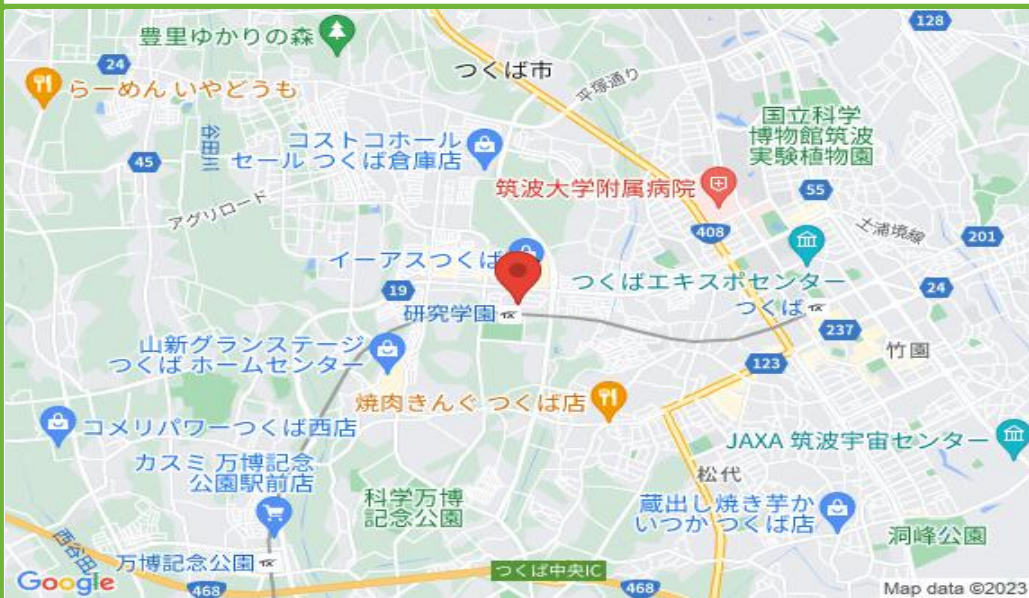 128
豊里ゆかりの森
24
つくば市
平塚通り
らーめん いやどうも
国立科学
博物館筑波
実験植物園
谷田川
コストコホール
セール つくば倉庫店
45
筑波大学附属病院
55
アグリロード
408
土浦境線
201
イーアスつくば
つくばエキスポセンター
19
24
研究学園
つくば
237
山新グランステージ
つくば ホームセンター
竹園
123
焼肉きんぐ つくば店
コメリパワーつくば西店
JAXA 筑波宇宙センター
カスミ 万博記念
公園駅前店
松代
科学万博
記念公園
蔵出し焼き芋か
いつか つくば店
洞峰公園
西谷田
万博記念公園
つくば中央IC
Google
468
468
Map data ©2023